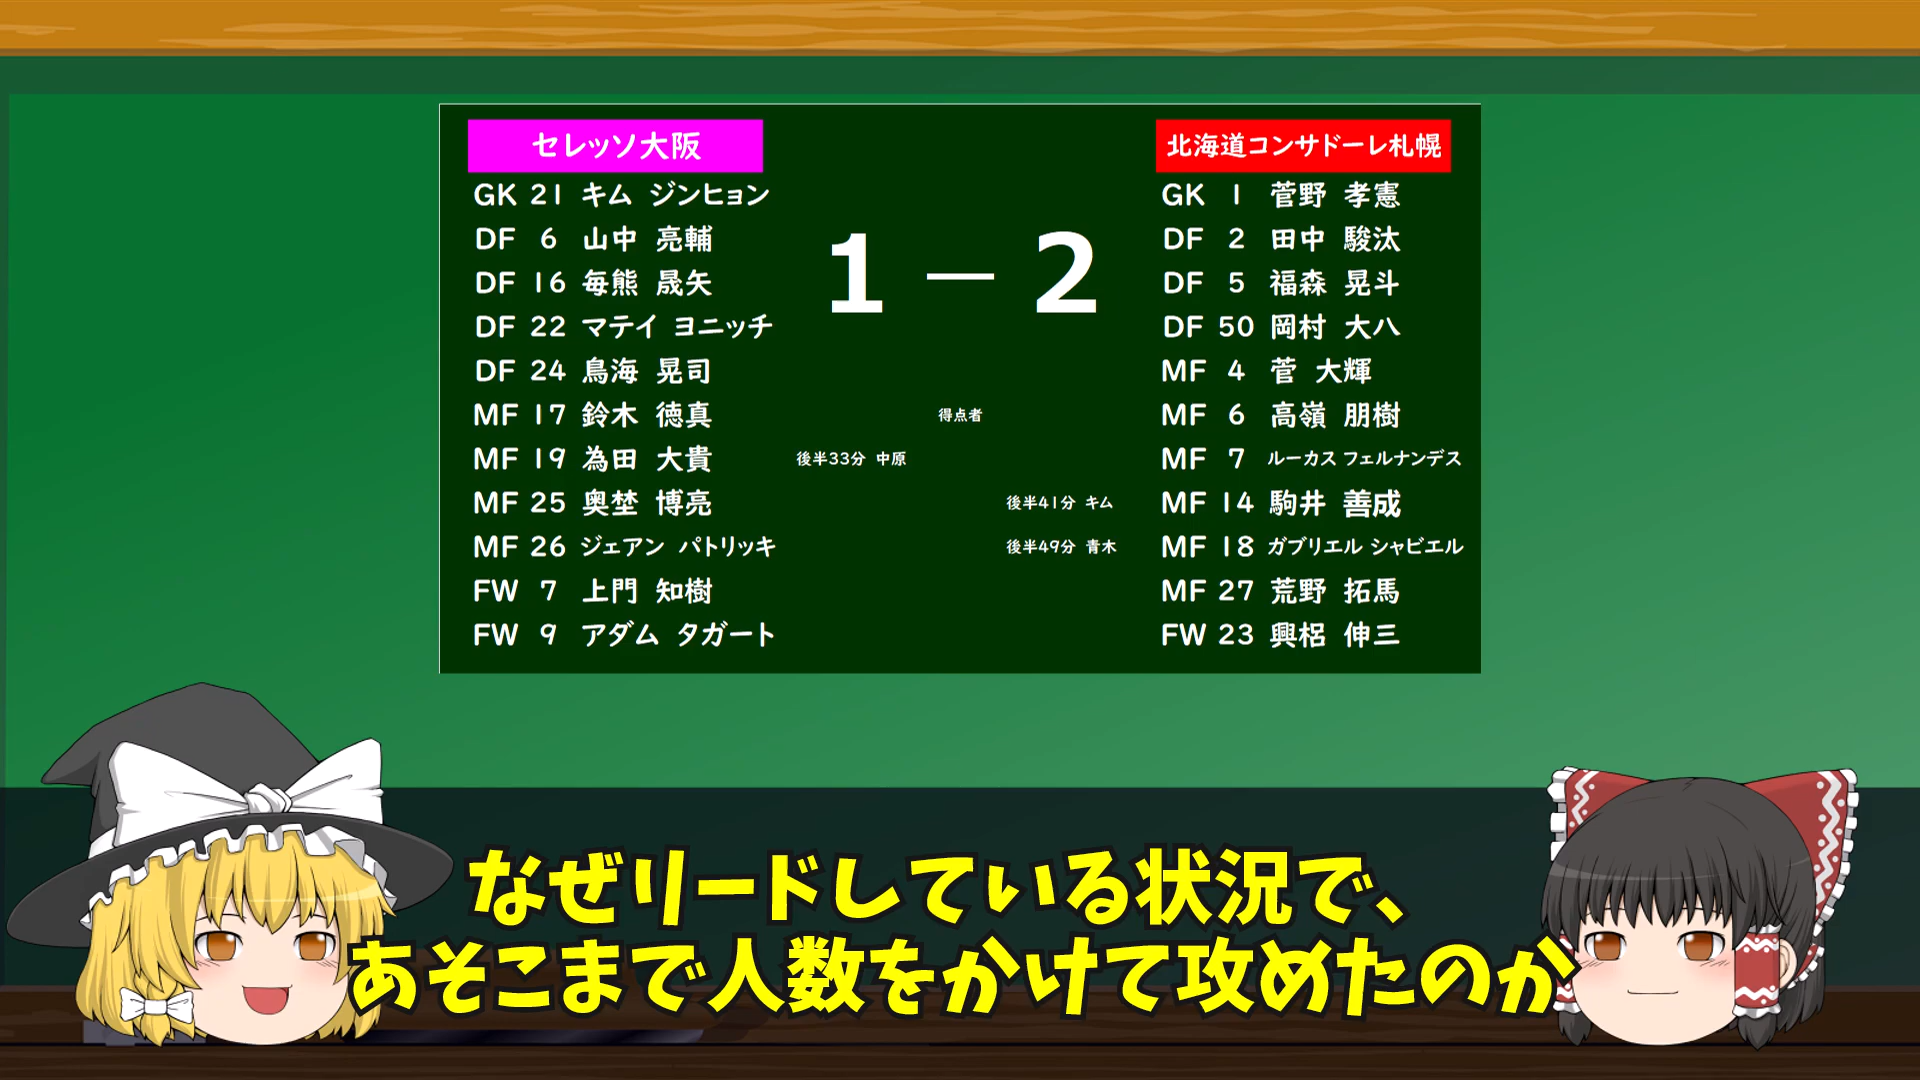 セレッソ大阪
GK 21 キム ジンヒョン
DF 6 山中 亮輔
DF 16 毎熊 晟矢
DF 22 マテイ ヨニッチ
DF 24 鳥海 晃司
MF 17 鈴木 徳真
MF 19 為田 大貴
MF 25 奥埜 博亮
MF 26 ジェアン パトリッキ
FW 7 上門 知樹
FW 9 アダム タガート
1 — 2
得点者
後半33分 中原
後半41分 キム
後半49分 青木
北海道コンサドーレ札幌
GK 1 菅野 孝憲
DF 2 田中 駿汰
DF 5 福森 晃斗
DF 50 岡村 大八
MF 4 菅 大輝
MF 6 高嶺 朋樹
MF 7 ルーカス フェルナンデス
MF 14 駒井 善成
MF 18 ガブリエル シャビエル
MF 27 荒野 拓馬
FW 23 興梠 伸三
なぜリードしている状況で、
あそこまで人数をかけて攻めたのか